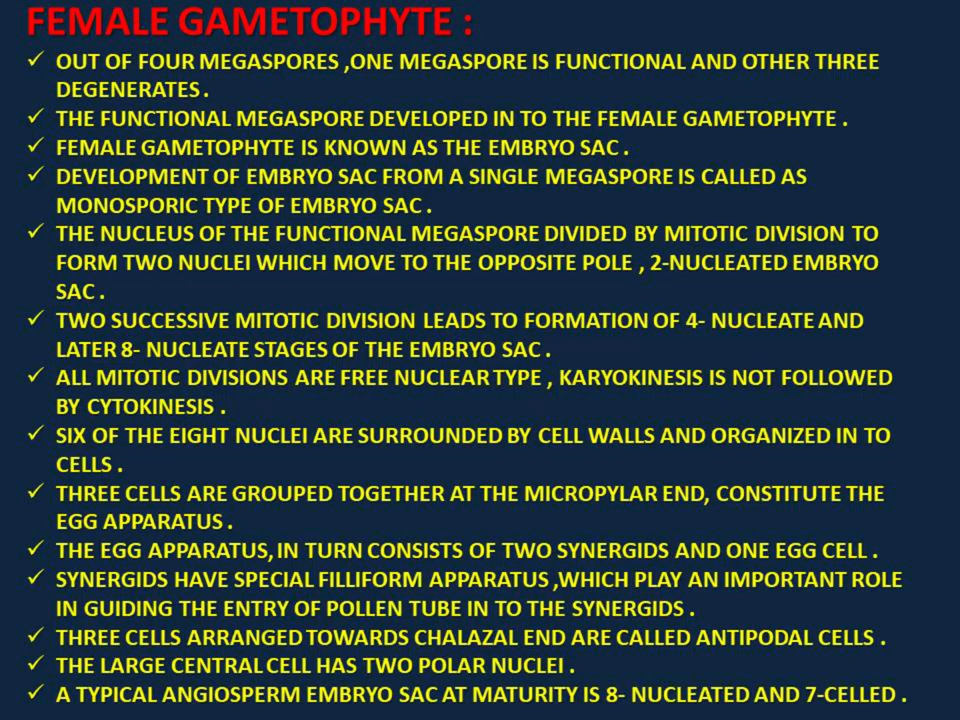 FEMALE GAMETOPHYTE :
✓ OUT OF FOUR MEGASPORES ,ONE MEGASPORE IS FUNCTIONAL AND OTHER THREE
DEGENERATES .
✓ THE FUNCTIONAL MEGASPORE DEVELOPED IN TO THE FEMALE GAMETOPHYTE .
✓ FEMALE GAMETOPHYTE IS KNOWN AS THE EMBRYO SAC .
✓ DEVELOPMENT OF EMBRYO SAC FROM A SINGLE MEGASPORE IS CALLED AS
MONOSPORIC TYPE OF EMBRYO SAC .
✓ THE NUCLEUS OF THE FUNCTIONAL MEGASPORE DIVIDED BY MITOTIC DIVISION TO
FORM TWO NUCLEI WHICH MOVE TO THE OPPOSITE POLE , 2-NUCLEATED EMBRYO
SAC .
✓ TWO SUCCESSIVE MITOTIC DIVISION LEADS TO FORMATION OF 4- NUCLEATE AND
LATER 8- NUCLEATE STAGES OF THE EMBRYO SAC .
✓ ALL MITOTIC DIVISIONS ARE FREE NUCLEAR TYPE , KARYOKINESIS IS NOT FOLLOWED
BY CYTOKINESIS .
✓ SIX OF THE EIGHT NUCLEI ARE SURROUNDED BY CELL WALLS AND ORGANIZED IN TO
CELLS .
✓ THREE CELLS ARE GROUPED TOGETHER AT THE MICROPYLAR END, CONSTITUTE THE
EGG APPARATUS .
✓ THE EGG APPARATUS, IN TURN CONSISTS OF TWO SYNERGIDS AND ONE EGG CELL .
✓ SYNERGIDS HAVE SPECIAL FILLIFORM APPARATUS ,WHICH PLAY AN IMPORTANT ROLE
IN GUIDING THE ENTRY OF POLLEN TUBE IN TO THE SYNERGIDS .
✓ THREE CELLS ARRANGED TOWARDS CHALAZAL END ARE CALLED ANTIPODAL CELLS .
✓ THE LARGE CENTRAL CELL HAS TWO POLAR NUCLEI .
✓ A TYPICAL ANGIOSPERM EMBRYO SAC AT MATURITY IS 8- NUCLEATED AND 7-CELLED .